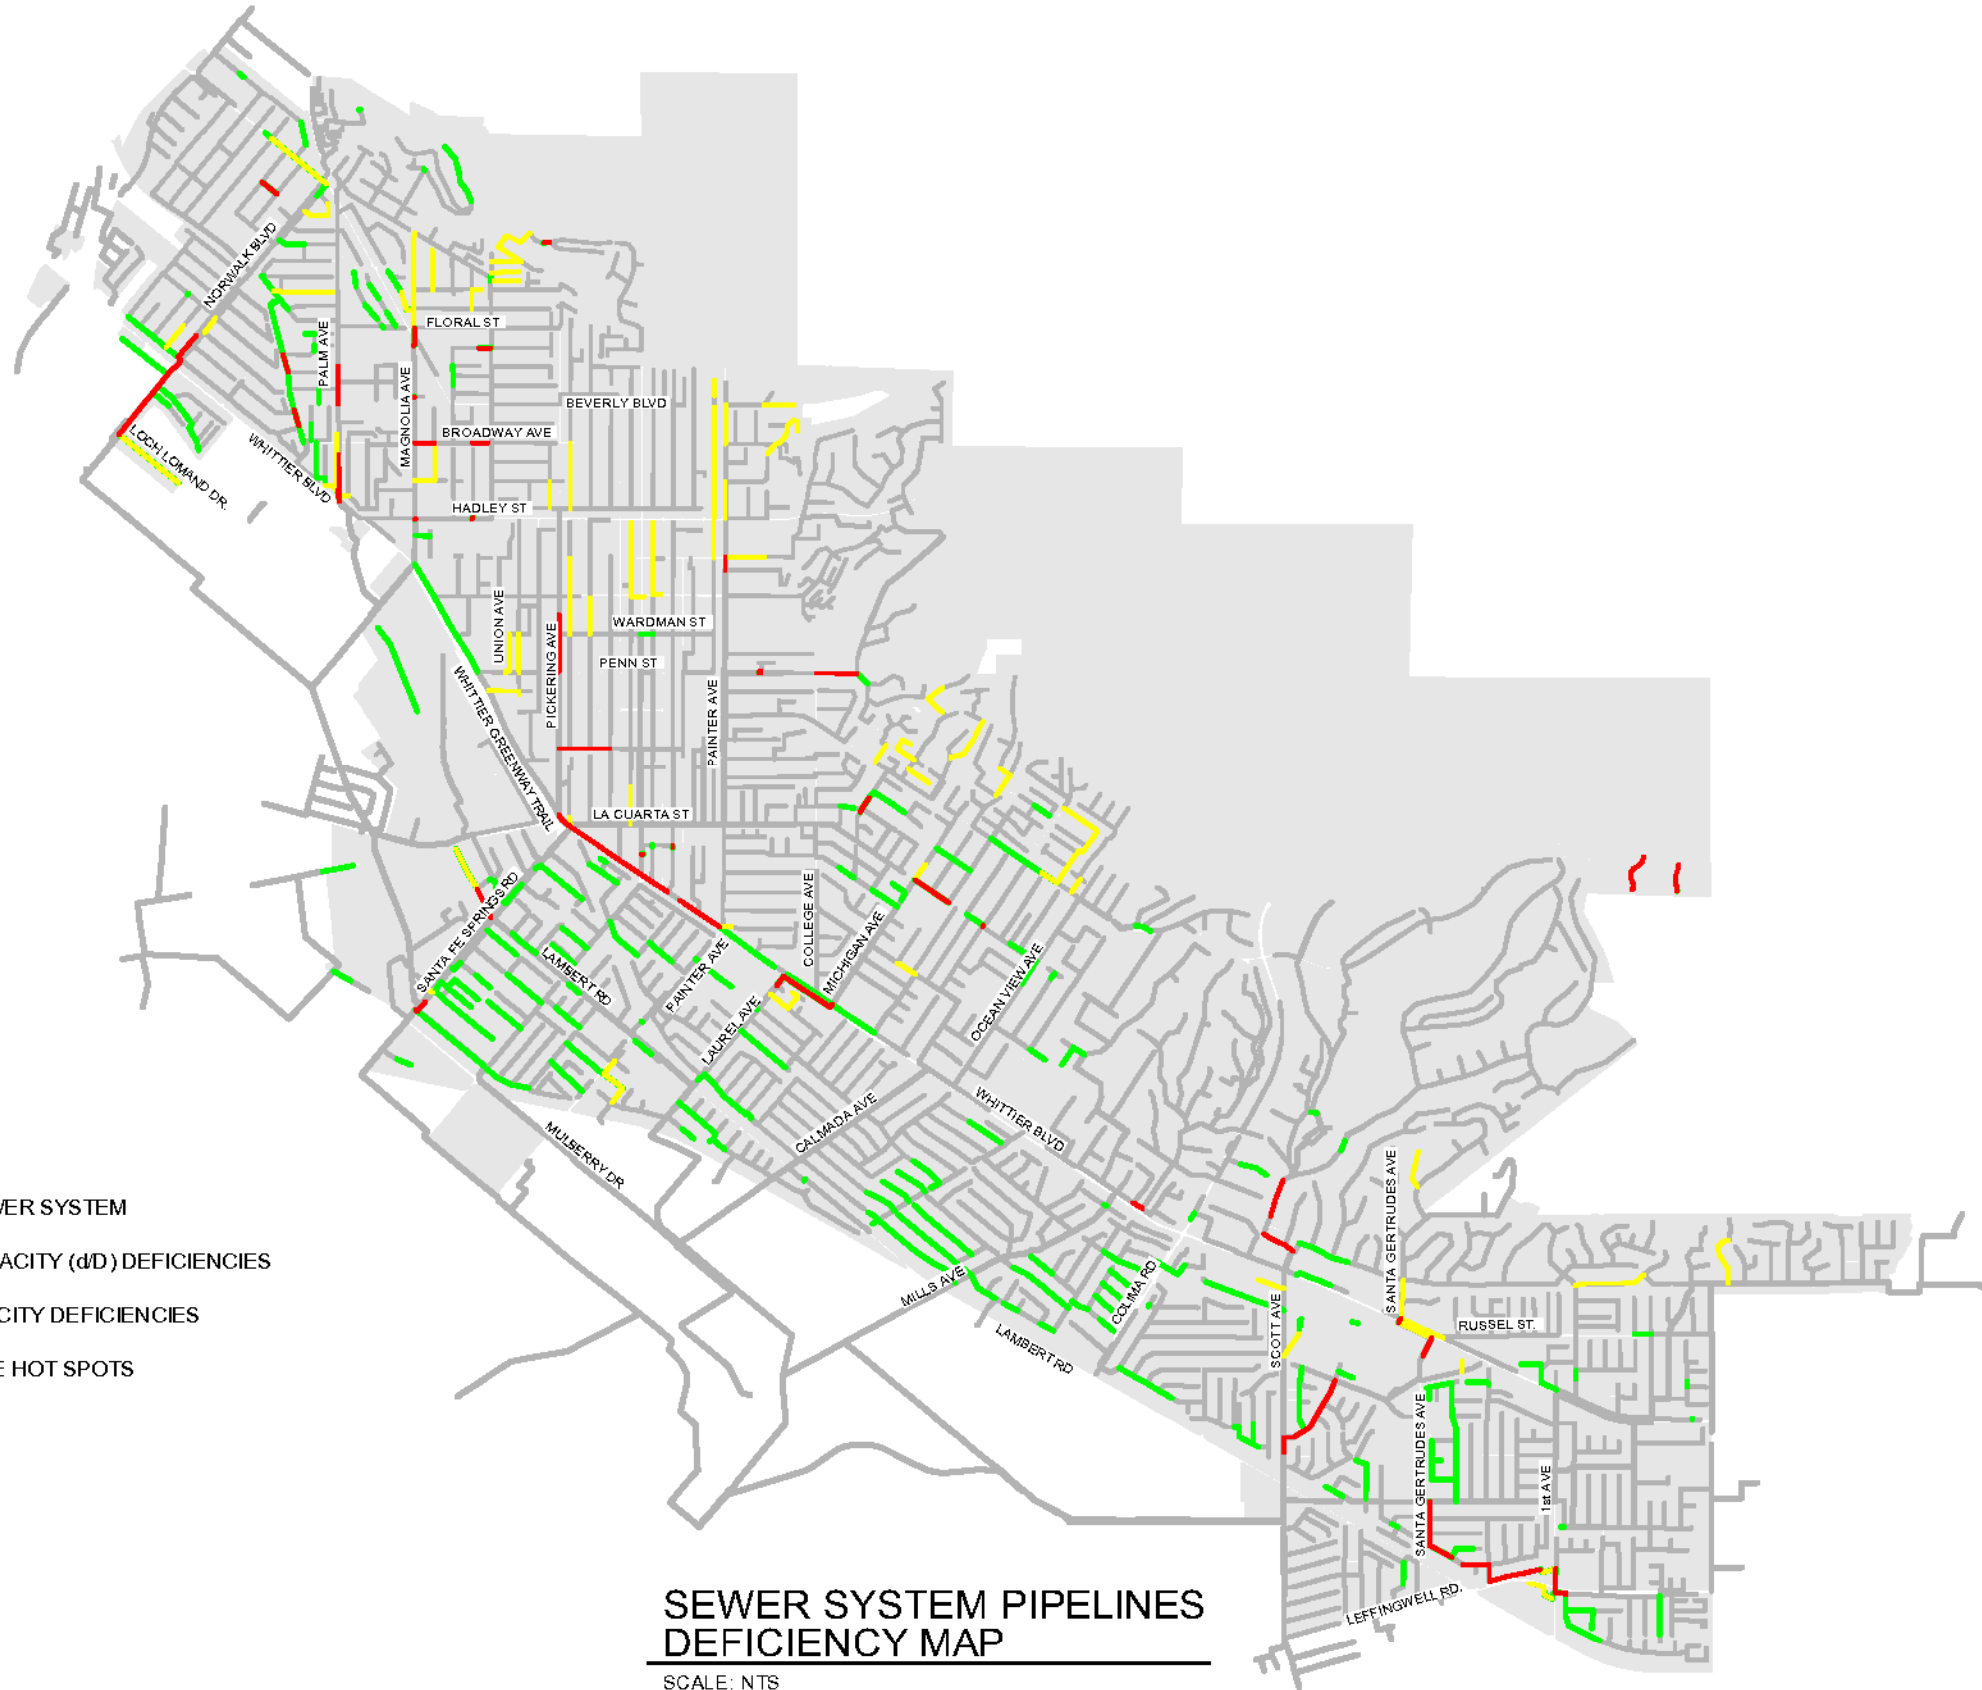 NORWALK BLVD
FLORAL ST
PALM AVE
MAGNOLIA AVE
BEVERLY BLVD
BROADWAY AVE
LOCH LOMAND DR.
WHITTIER BLVD
HADLEY ST
UNION AVE
WARDMAN ST
PICKERING AVE
PENN ST
WHITTIER GREENWAY TRAIL
PAINTER AVE
LA CUARTA ST
SANTA FE SPRINGS RD
COLLEGE AVE
MICHIGAN AVE
LAMBERT RD
PAINTER AVE
OCEAN VIEW AVE
LAUREL AVE
CALMADA AVE
WHITTIER BLVD
MULBERRY DR
SANTA GERTRUDES AVE
WER SYSTEM
ACITY (d/D) DEFICIENCIES
MILLS AVE
COLIMA RD
CITY DEFICIENCIES
SCOTT AVE
RUSSEL ST.
LAMBERT RD
E HOT SPOTS
SANTA GERTRUDES AVE
1st AVE
LEFFINGWELL RD.
SEWER SYSTEM PIPELINES
DEFICIENCY MAP
SCALE: NTS